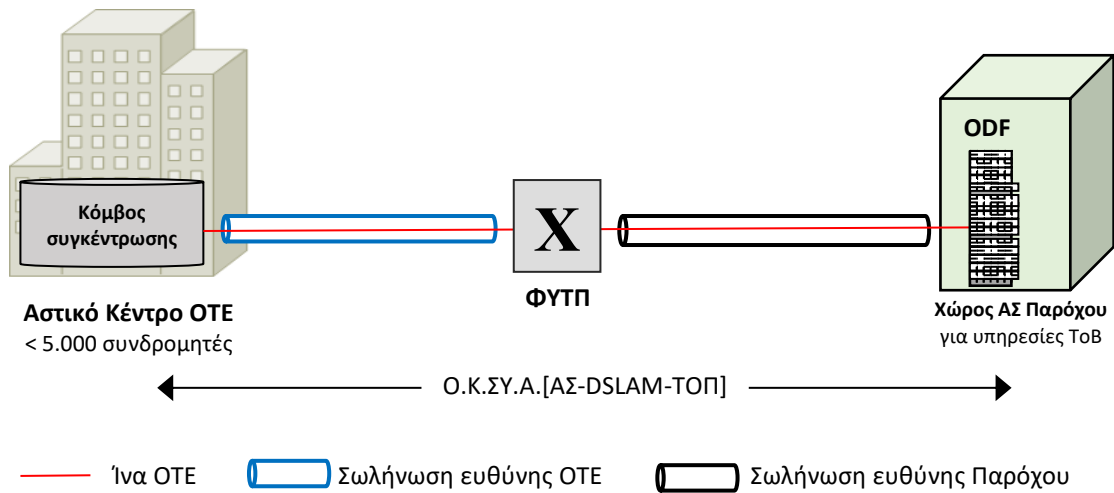 ODF
Κόμβος
συγκέντρωσης
X
ΦΥΤΠ
Αστικό Κέντρο ΟΤΕ
< 5.000 συνδρομητές
Χώρος ΑΣ Παρόχου
για υπηρεσίες ToB
Ο.Κ.ΣΥ.Α.[ΑΣ-DSLAM-ΤΟΠ]
Ίνα ΟΤΕ
Σωλήνωση ευθύνης ΟΤΕ
Σωλήνωση ευθύνης Παρόχου